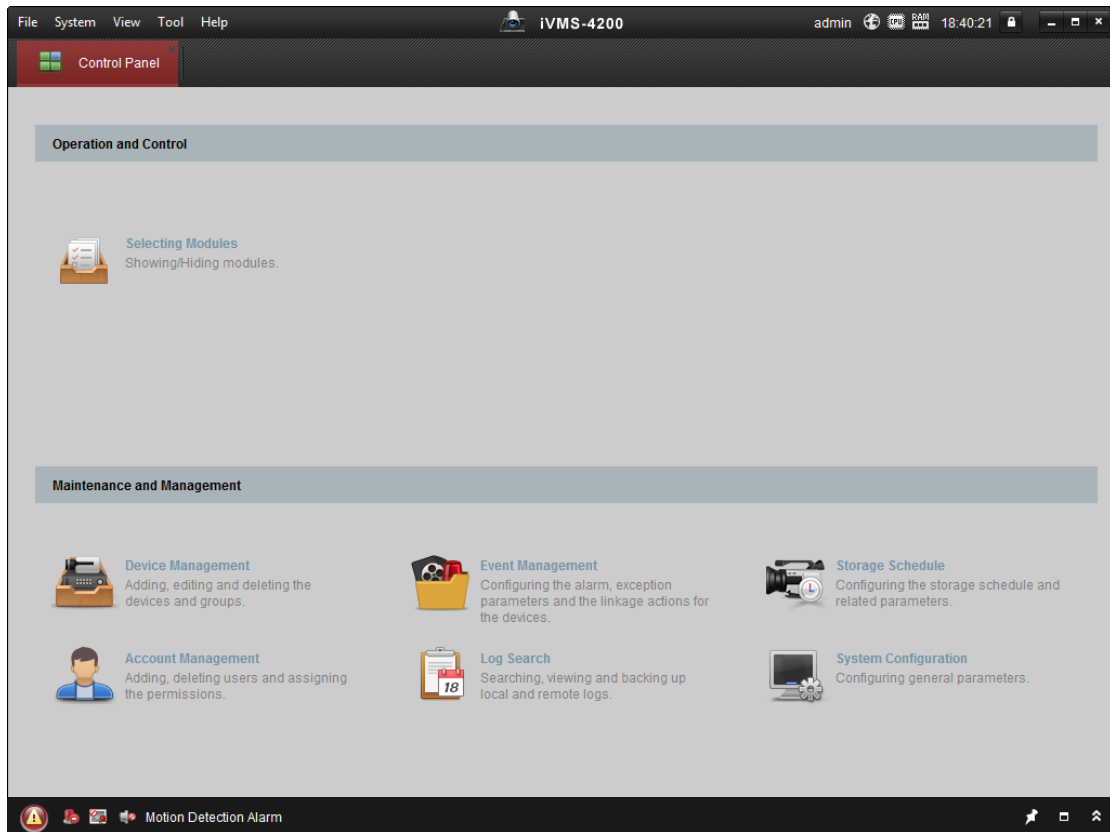 File System View Tool Help
iVMS-4200
admin CPU RAM 18:40:21
Control Panel
Operation and Control
Selecting Modules
Showing/Hiding modules.
Maintenance and Management
Device Management
Adding, editing and deleting the
devices and groups.
Event Management
Configuring the alarm, exception
parameters and the linkage actions for
the devices.
Storage Schedule
Configuring the storage schedule and
related parameters.
Account Management
Adding, deleting users and assigning
the permissions.
18
Log Search
Searching, viewing and backing up
local and remote logs.
System Configuration
Configuring general parameters.
Motion Detection Alarm